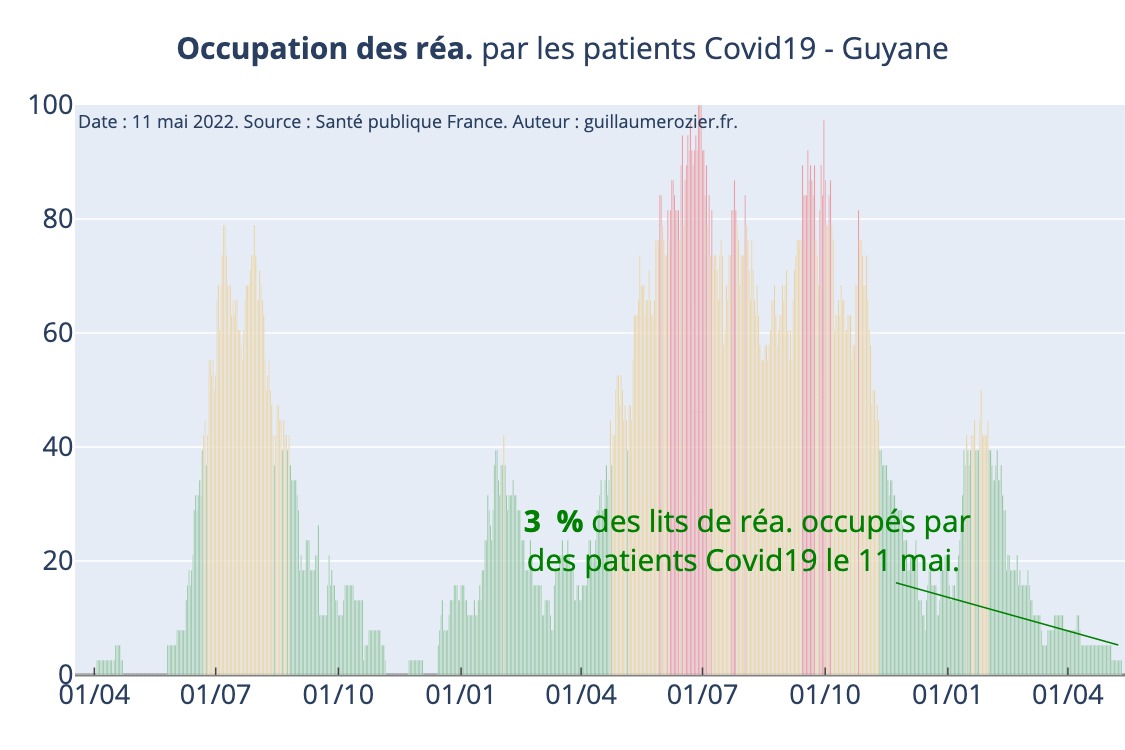 Occupation des réa. par les patients Covid19 - Guyane
100
Date : 11 mai 2022. Source : Santé publique France. Auteur : guillaumerozier.fr.
80
60
40
3 % des lits de réa. occupés par
des patients Covid19 le 11 mai.
20
0
01/04 01/07 01/10 01/01 01/04 01/07 01/10 01/01 01/04